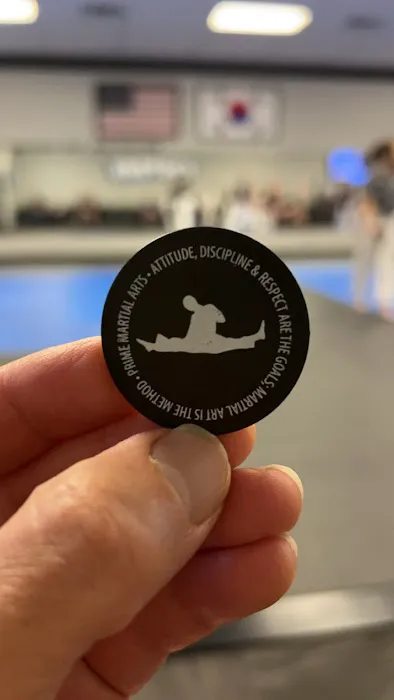 PRIME MARTIAL ARTS • ATTITUDE, DISCIPLINE & RESPECT ARE THE GOALS; MARTIAL ART IS THE METHOD •